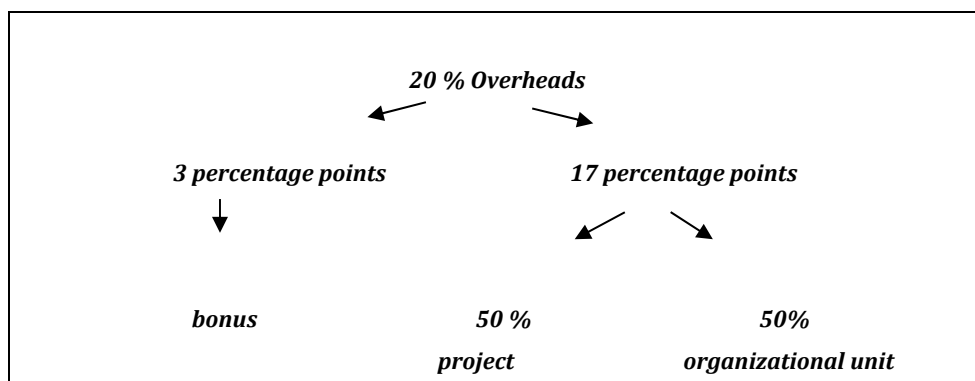 20 % Overheads
3 percentage points 17 percentage points
bonus 50 % 50%
project organizational unit